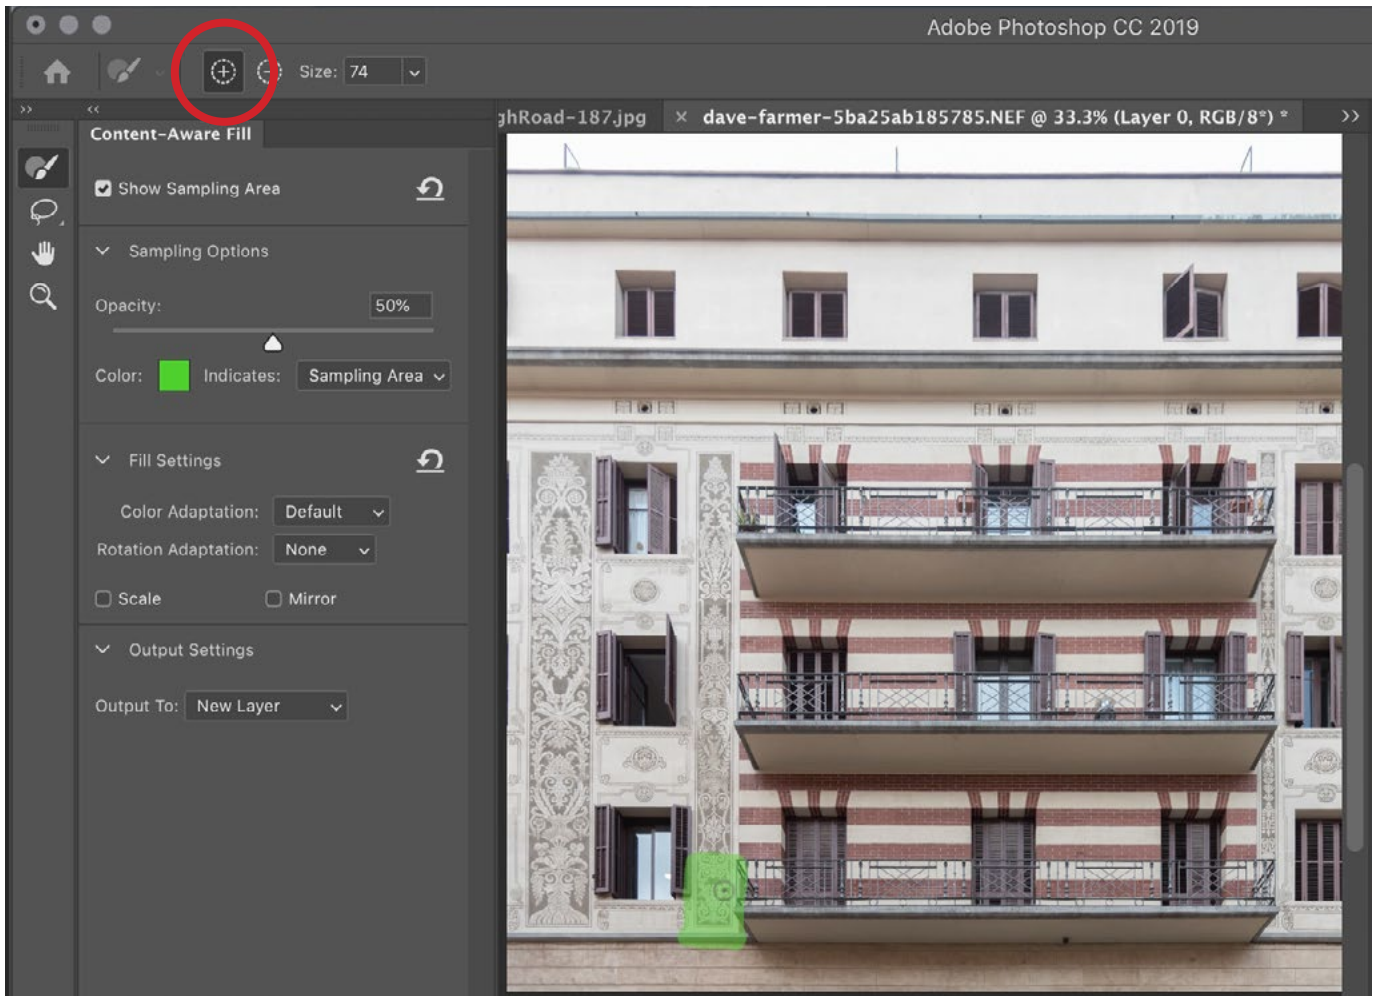 Adobe Photoshop CC 2019
Size: 74
ghRoad-187.jpg × dave-farmer-5ba25ab185785.NEF @ 33.3% (Layer 0, RGB/8*) *
Content-Aware Fill
Show Sampling Area
Sampling Options
Opacity: 50%
Color: Indicates: Sampling Area
Fill Settings
Color Adaptation: Default
Rotation Adaptation: None
Scale Mirror
Output Settings
Output To: New Layer